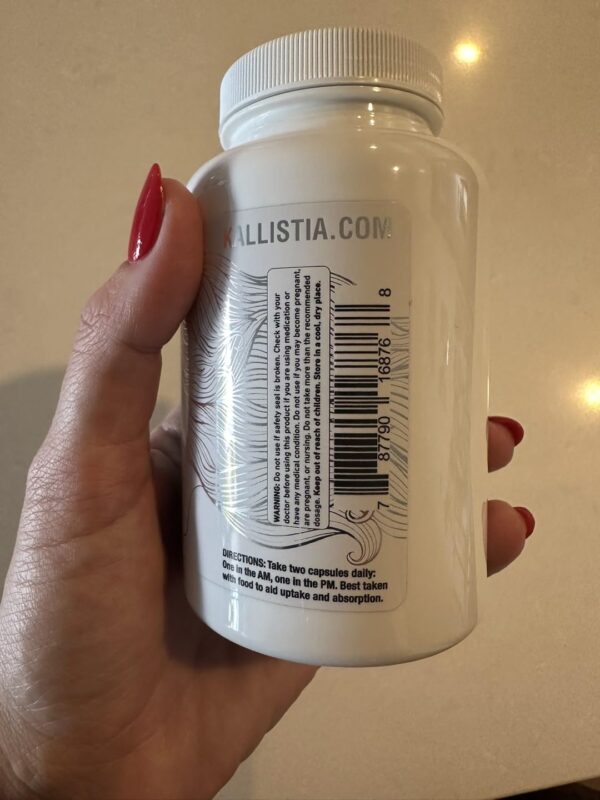 KALLISTIA.COM
WARNING: Do not use if safety seal is broken. Check with your
doctor before using this product if you are using medication or
have any medical condition. Do not use if you may become pregnant,
are pregnant, or nursing. Do not take more than the recommended
dosage. Keep out of reach of children. Store in a cool, dry place.
7 87790 16876 8
DIRECTIONS: Take two capsules daily:
One in the AM, one in the PM. Best taken
with food to aid uptake and absorption.